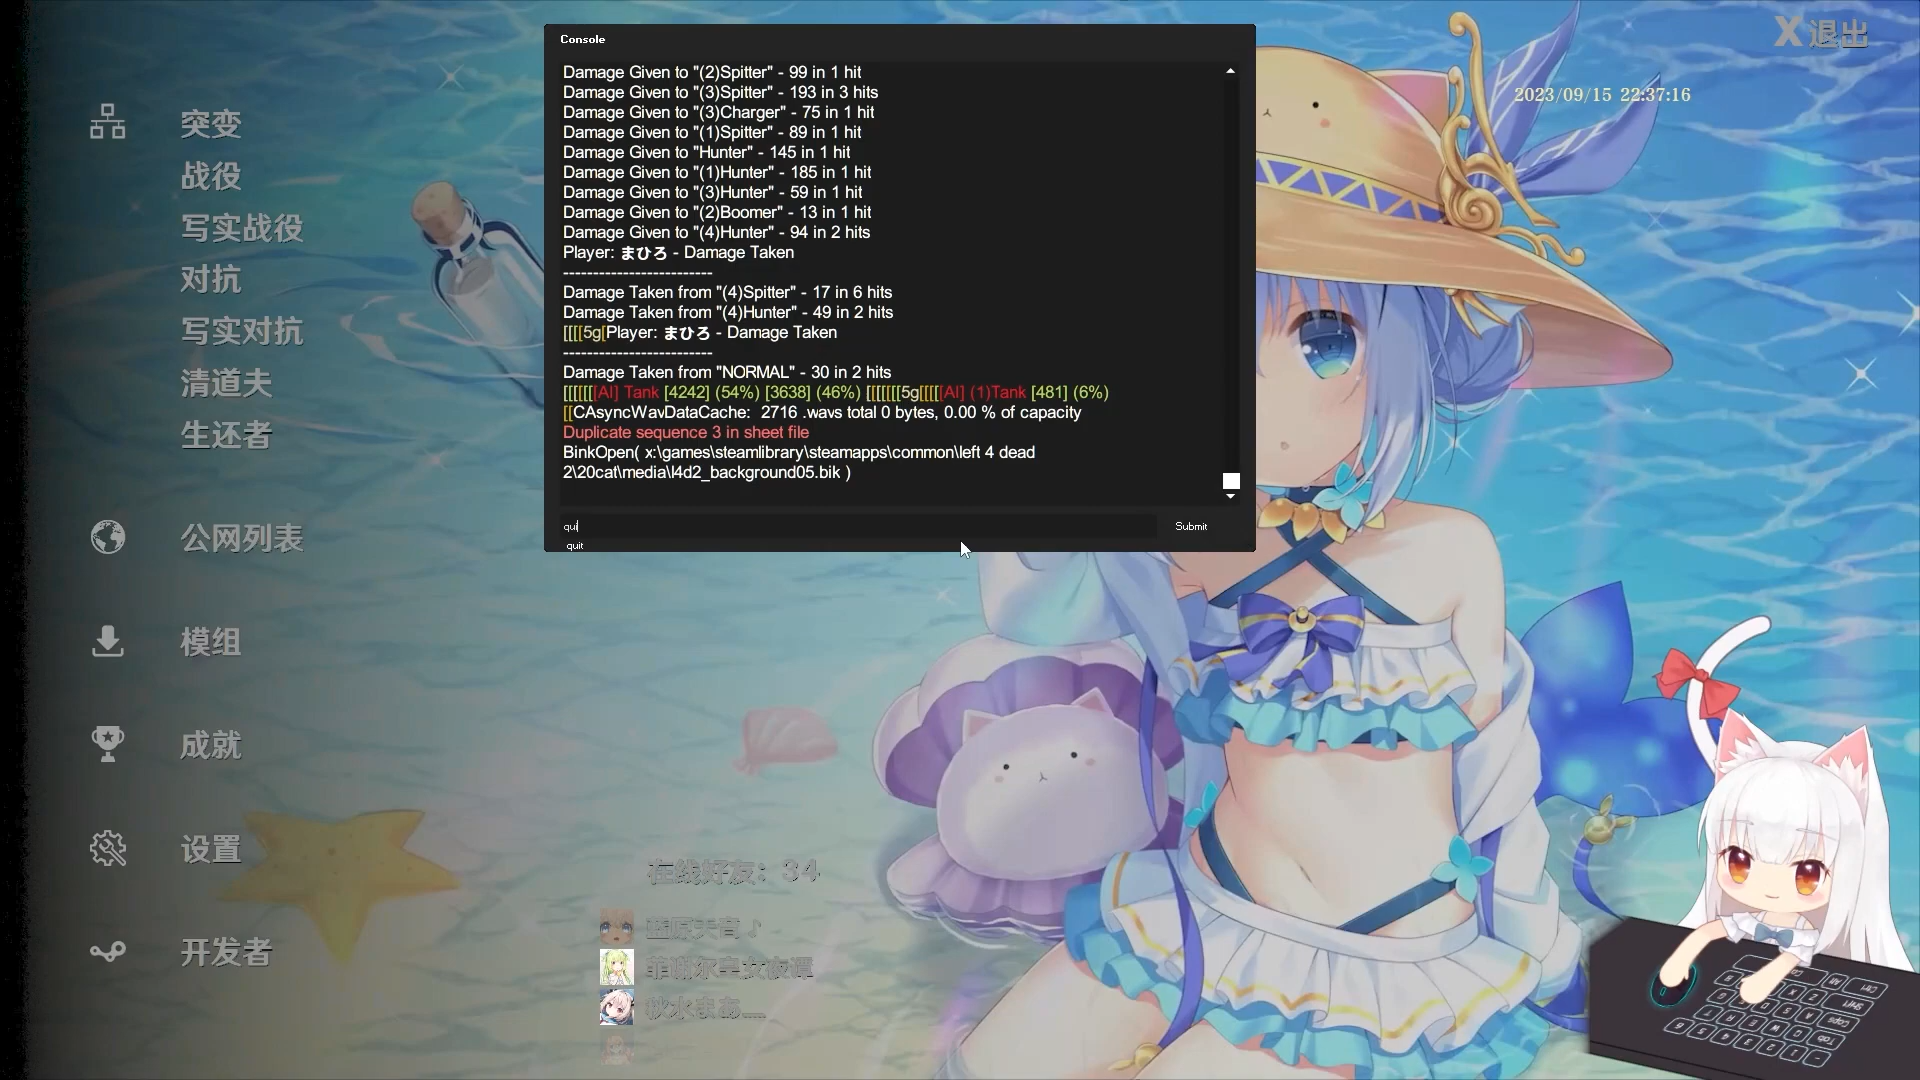 Console
Damage Given to "(2)Spitter" - 99 in 1 hit
Damage Given to "(3)Spitter" - 193 in 3 hits
Damage Given to "(3)Charger" - 75 in 1 hit
Damage Given to "(1)Spitter" - 89 in 1 hit
Damage Given to "Hunter" - 145 in 1 hit
Damage Given to "(1)Hunter" - 185 in 1 hit
Damage Given to "(3)Hunter" - 59 in 1 hit
Damage Given to "(2)Boomer" - 13 in 1 hit
Damage Given to "(4)Hunter" - 94 in 2 hits
Player: まひろ - Damage Taken
-------------------------
Damage Taken from "(4)Spitter" - 17 in 6 hits
Damage Taken from "(4)Hunter" - 49 in 2 hits
[[[[5g[Player: まひろ - Damage Taken
-------------------------
Damage Taken from "NORMAL" - 30 in 2 hits
[[[[[[[AI] Tank [4242] (54%) [3638] (46%) [[[[[[[5g[[[[[AI] (1)Tank [481] (6%)
[[CAsyncWavDataCache:  2716 .wavs total 0 bytes, 0.00 % of capacity
Duplicate sequence 3 in sheet file
BinkOpen( x:\games\steamlibrary\steamapps\common\left 4 dead
2\20cat\media\l4d2_background05.bik )
qui
Submit
quit
X 退出
2023/09/15 22:37:16
突变
战役
写实战役
对抗
写实对抗
清道夫
生还者
公网列表
模组
成就
设置
开发者
在线好友：34
蓝原天音♪